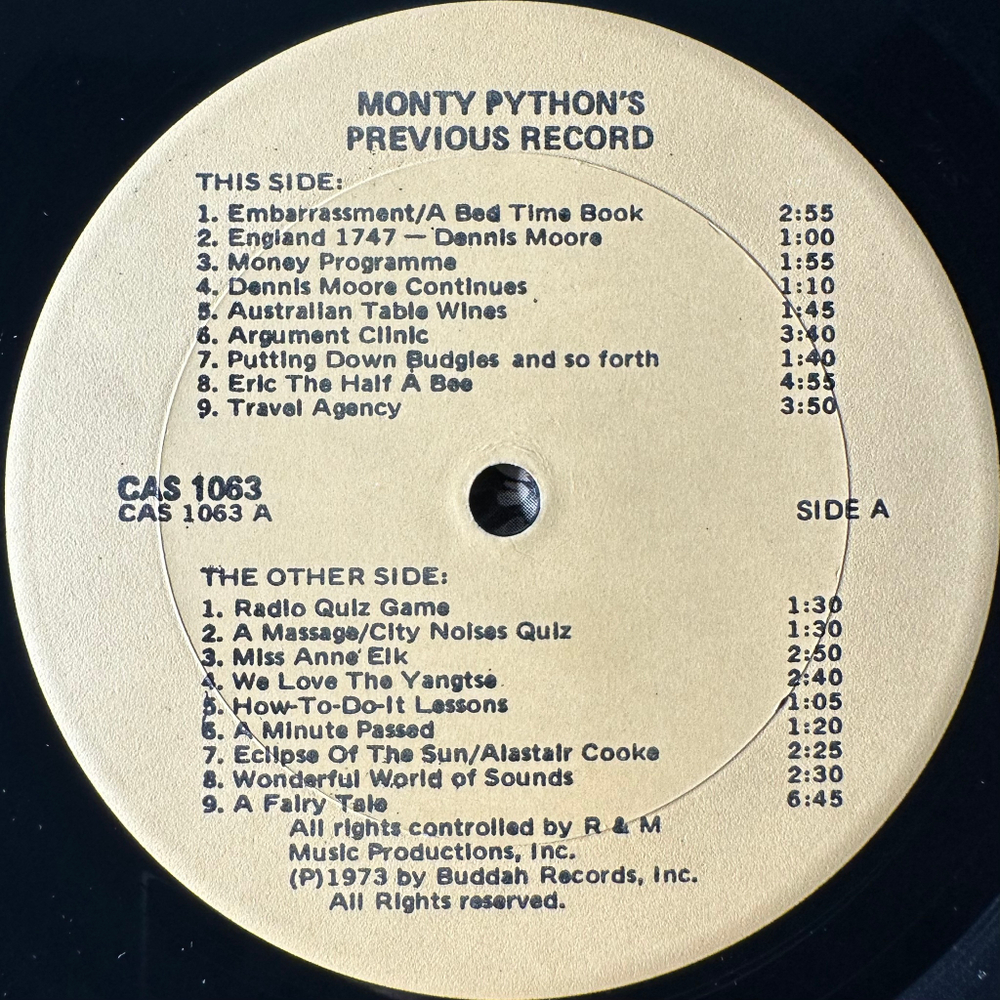 MONTY PYTHON'S
PREVIOUS RECORD
THIS SIDE:
1. Embarrassment/A Bed Time Book 2:55
2. England 1747 — Dennis Moore 1:00
3. Money Programme 1:55
4. Dennis Moore Continues 1:10
5. Australian Table Wines 1:45
6. Argument Clinic 3:40
7. Putting Down Budgies and so forth 1:40
8. Eric The Half A Bee 4:55
9. Travel Agency 3:50
CAS 1063
CAS 1063 A SIDE A
THE OTHER SIDE:
1. Radio Quiz Game 1:30
2. A Massage/City Noises Quiz 1:30
3. Miss Anne Elk 2:50
4. We Love The Yangtse 2:40
5. How-To-Do-It Lessons 1:05
6. A Minute Passed 1:20
7. Eclipse Of The Sun/Alastair Cooke 2:25
8. Wonderful World of Sounds 2:30
9. A Fairy Tale 6:45
All rights controlled by R & M
Music Productions, Inc.
(P)1973 by Buddah Records, Inc.
All Rights reserved.